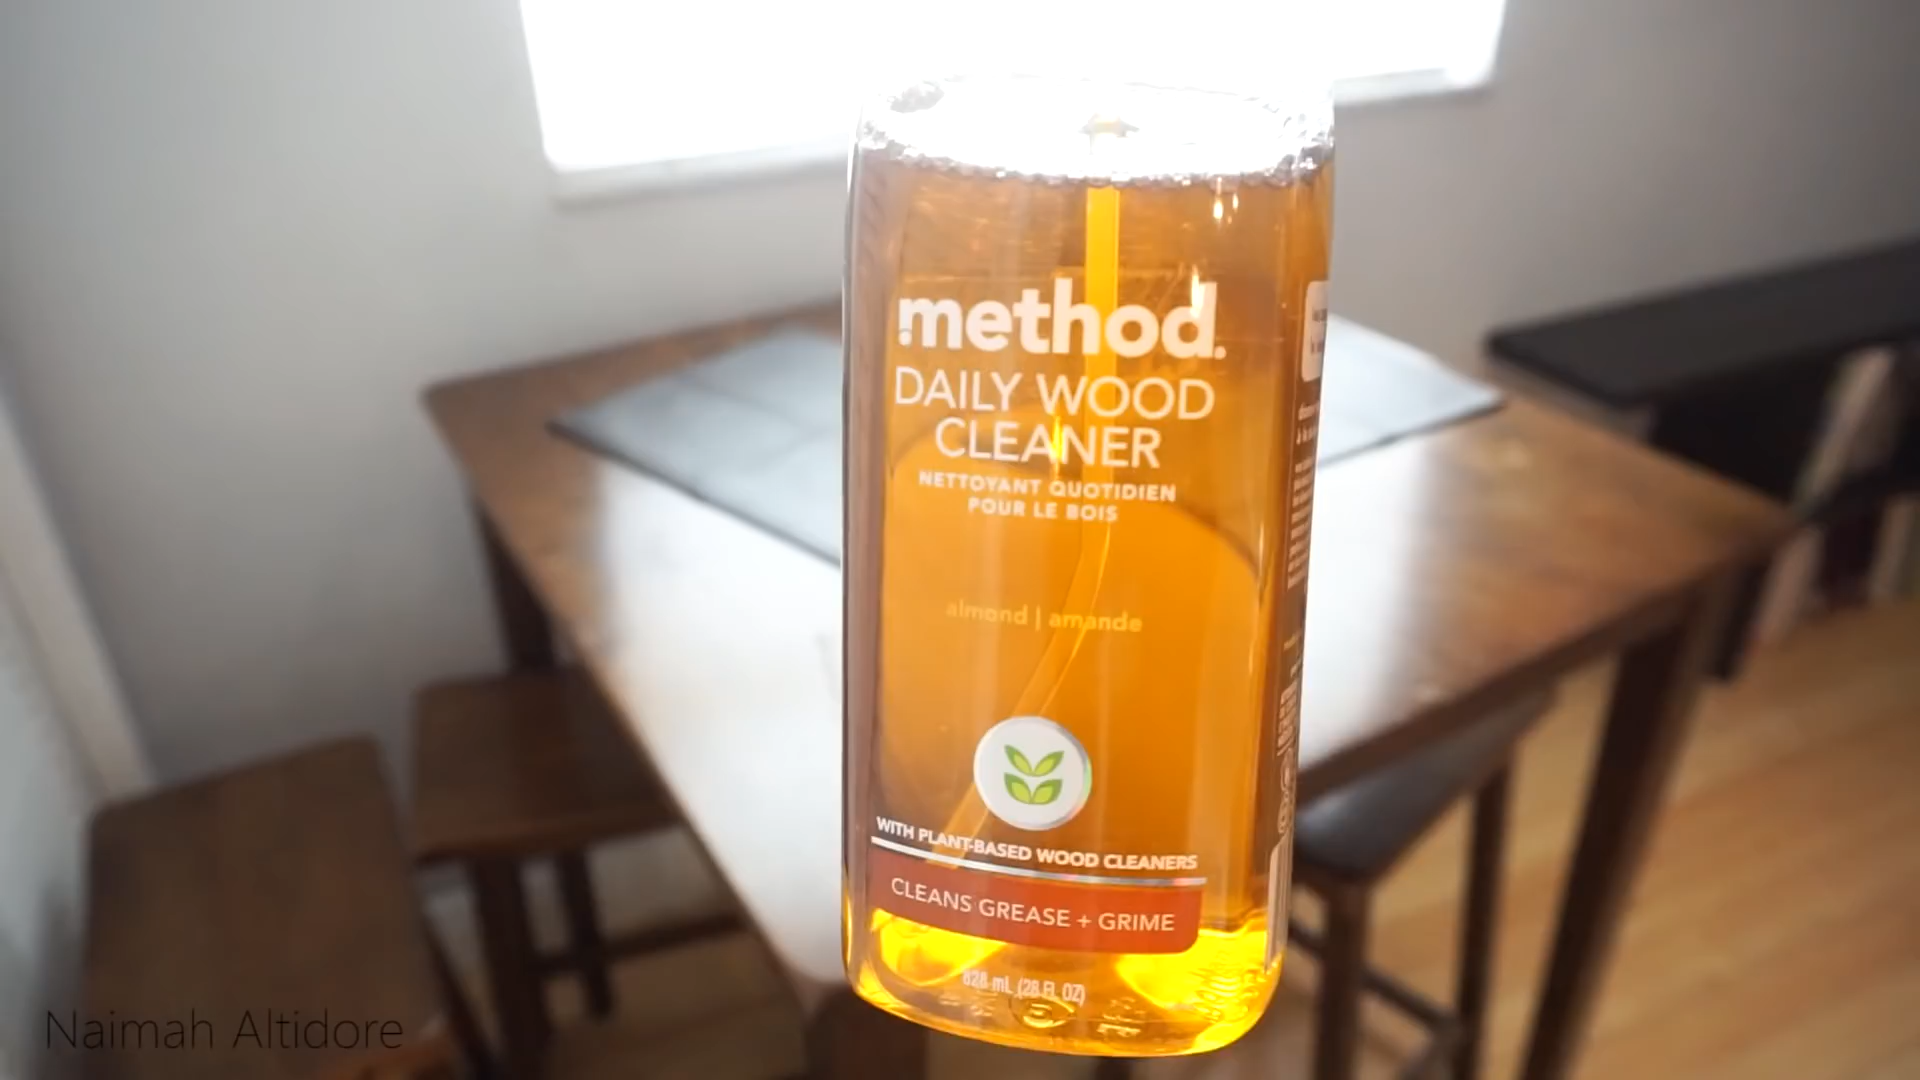 method.
DAILY WOOD
CLEANER
NETTOYANT QUOTIDIEN
POUR LE BOIS
almond | amande
WITH PLANT-BASED WOOD CLEANERS
CLEANS GREASE + GRIME
828 mL (28 FL OZ)
Naimah Altidore